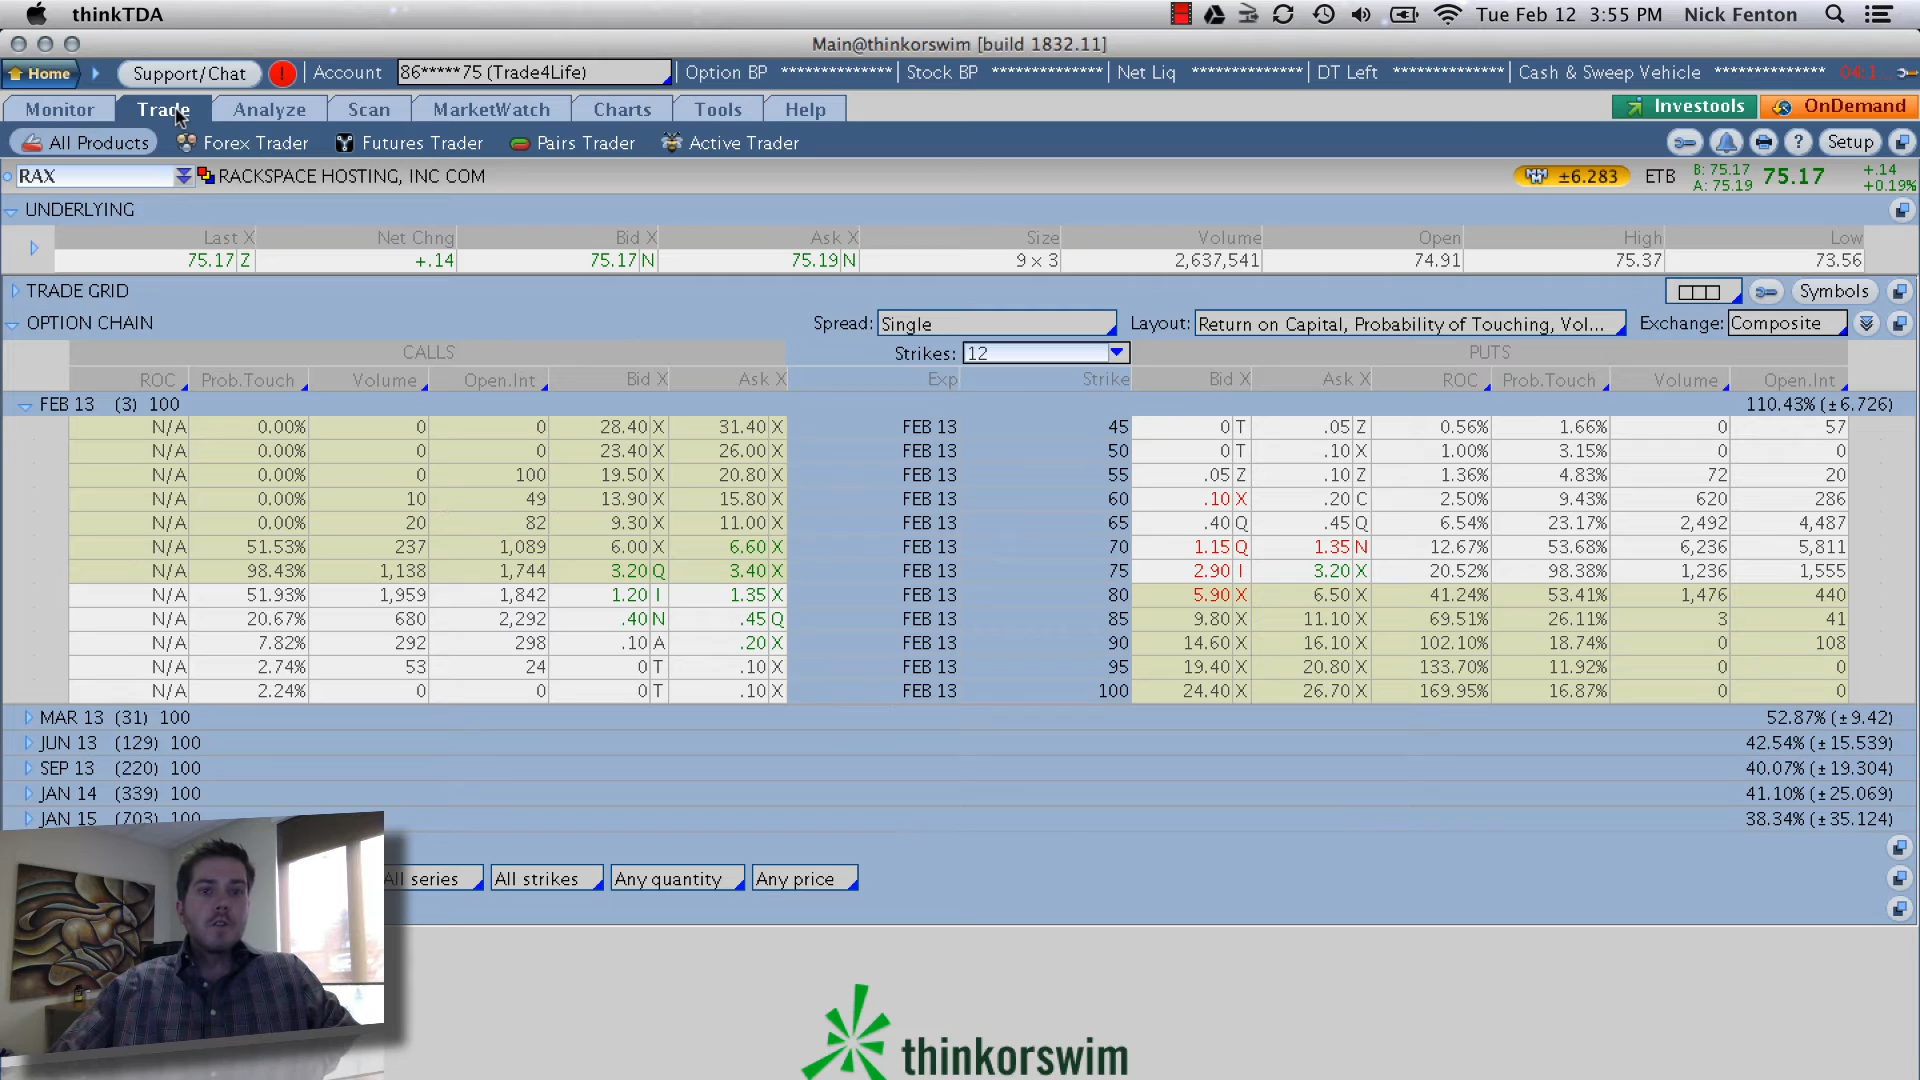 thinkTDA Tue Feb 12 3:55 PM Nick Fenton
Main@thinkorswim [build 1832.11]
Home Support/Chat ! Account 86*****75 (Trade4Life) Option BP ************** Stock BP ************** Net Liq ************** DT Left ************** Cash & Sweep Vehicle **************
Monitor Trade Analyze Scan MarketWatch Charts Tools Help Investools OnDemand
All Products Forex Trader Futures Trader Pairs Trader Active Trader ? Setup
RAX RACKSPACE HOSTING, INC COM ±6.283 ETB B: 75.17 A: 75.19 75.17 +.14 +0.19%
UNDERLYING
Last X Net Chng Bid X Ask X Size Volume Open High Low
75.17 Z +.14 75.17 N 75.19 N 9 x 3 2,637,541 74.91 75.37 73.56
TRADE GRID Symbols
OPTION CHAIN Spread: Single Layout: Return on Capital, Probability of Touching, Vol... Exchange: Composite
CALLS Strikes: 12 PUTS
ROC Prob.Touch Volume Open.Int Bid X Ask X Exp Strike Bid X Ask X ROC Prob.Touch Volume Open.Int
FEB 13 (3) 100 110.43% (±6.726)
N/A 0.00% 0 0 28.40 X 31.40 X FEB 13 45 0 T .05 Z 0.56% 1.66% 0 57
N/A 0.00% 0 0 23.40 X 26.00 X FEB 13 50 0 T .10 X 1.00% 3.15% 0 0
N/A 0.00% 0 100 19.50 X 20.80 X FEB 13 55 .05 Z .10 Z 1.36% 4.83% 72 20
N/A 0.00% 10 49 13.90 X 15.80 X FEB 13 60 .10 X .20 C 2.50% 9.43% 620 286
N/A 0.00% 20 82 9.30 X 11.00 X FEB 13 65 .40 Q .45 Q 6.54% 23.17% 2,492 4,487
N/A 51.53% 237 1,089 6.00 X 6.60 X FEB 13 70 1.15 Q 1.35 N 12.67% 53.68% 6,236 5,811
N/A 98.43% 1,138 1,744 3.20 Q 3.40 X FEB 13 75 2.90 I 3.20 X 20.52% 98.38% 1,236 1,555
N/A 51.93% 1,959 1,842 1.20 I 1.35 X FEB 13 80 5.90 X 6.50 X 41.24% 53.41% 1,476 440
N/A 20.67% 680 2,292 .40 N .45 Q FEB 13 85 9.80 X 11.10 X 69.51% 26.11% 3 41
N/A 7.82% 292 298 .10 A .20 X FEB 13 90 14.60 X 16.10 X 102.10% 18.74% 0 108
N/A 2.74% 53 24 0 T .10 X FEB 13 95 19.40 X 20.80 X 133.70% 11.92% 0 0
N/A 2.24% 0 0 0 T .10 X FEB 13 100 24.40 X 26.70 X 169.95% 16.87% 0 0
MAR 13 (31) 100 52.87% (±9.42)
JUN 13 (129) 100 42.54% (±15.539)
SEP 13 (220) 100 40.07% (±19.304)
JAN 14 (339) 100 41.10% (±25.069)
JAN 15 (703) 100 38.34% (±35.124)
All series All strikes Any quantity Any price
thinkorswim